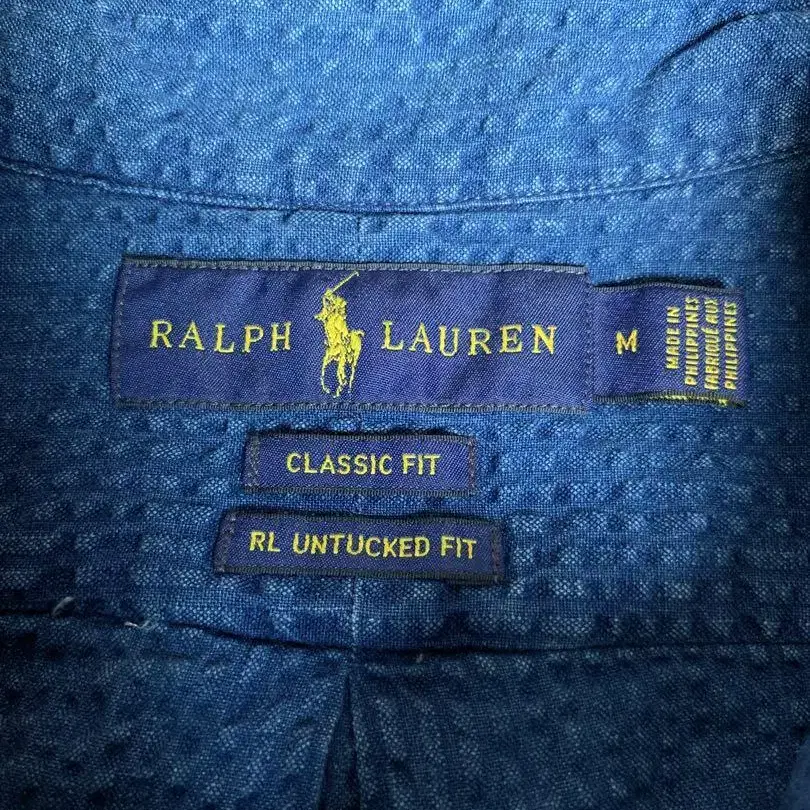 RALPH LAUREN
M
MADE IN
PHILIPPINES
FABRIQUÉ AUX
PHILIPPINES
CLASSIC FIT
RL UNTUCKED FIT